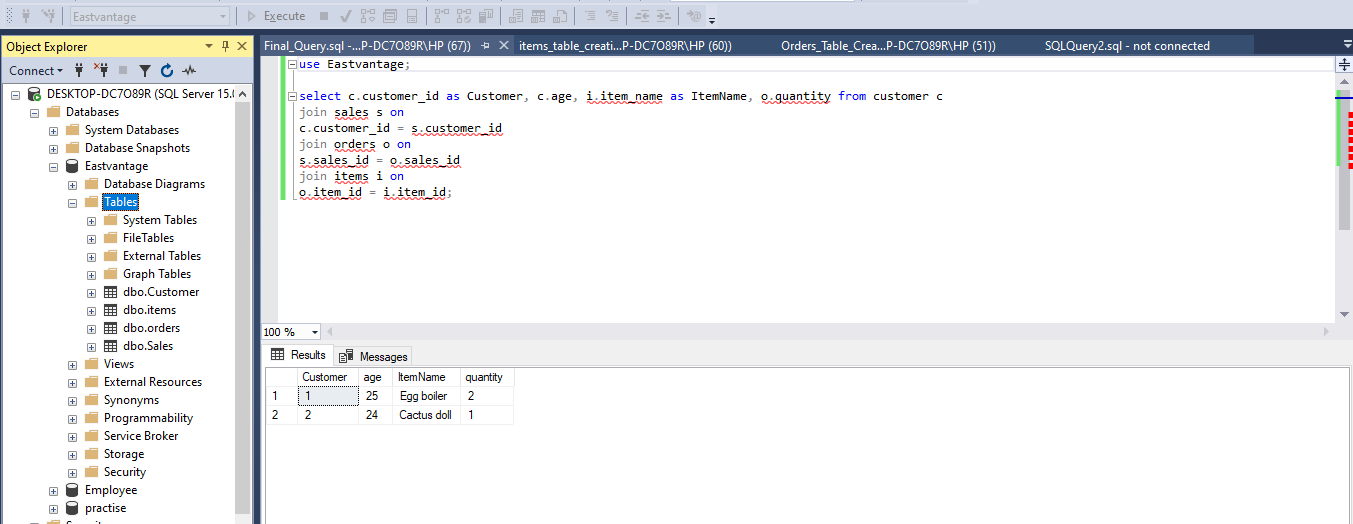 Eastvantage
Execute
Object Explorer
Connect
DESKTOP-DC7O89R (SQL Server 15.0
Databases
System Databases
Database Snapshots
Eastvantage
Database Diagrams
Tables
System Tables
FileTables
External Tables
Graph Tables
dbo.Customer
dbo.items
dbo.orders
dbo.Sales
Views
External Resources
Synonyms
Programmability
Service Broker
Storage
Security
Employee
practise
Final_Query.sql -...P-DC7O89R\HP (67)) items_table_creati...P-DC7O89R\HP (60)) Orders_Table_Crea...P-DC7O89R\HP (51)) SQLQuery2.sql - not connected
use Eastvantage;
select c.customer_id as Customer, c.age, i.item_name as ItemName, o.quantity from customer c
join sales s on
c.customer_id = s.customer_id
join orders o on
s.sales_id = o.sales_id
join items i on
o.item_id = i.item_id;
100 %
Results Messages
Customer age ItemName quantity
1 1 25 Egg boiler 2
2 2 24 Cactus doll 1